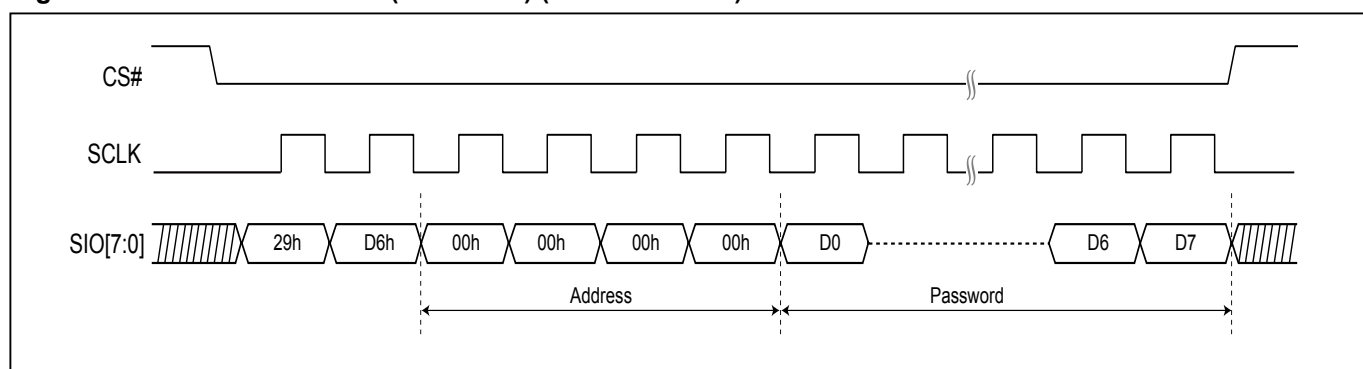 CS#
SCLK
SIO[7:0] 29h D6h 00h 00h 00h 00h D0 D6 D7
Address Password